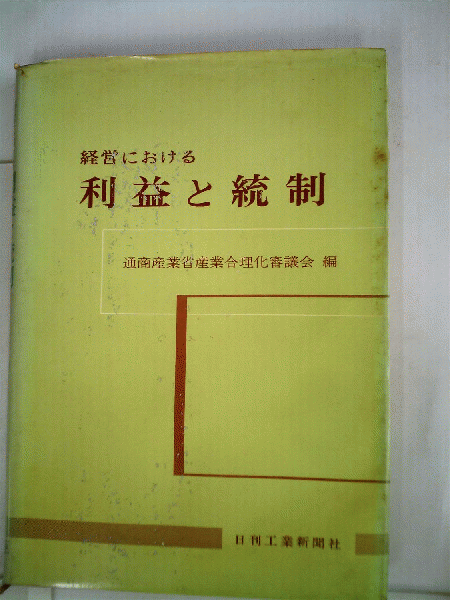 経営における
利益と統制
通商産業省産業合理化審議会 編
日刊工業新聞社